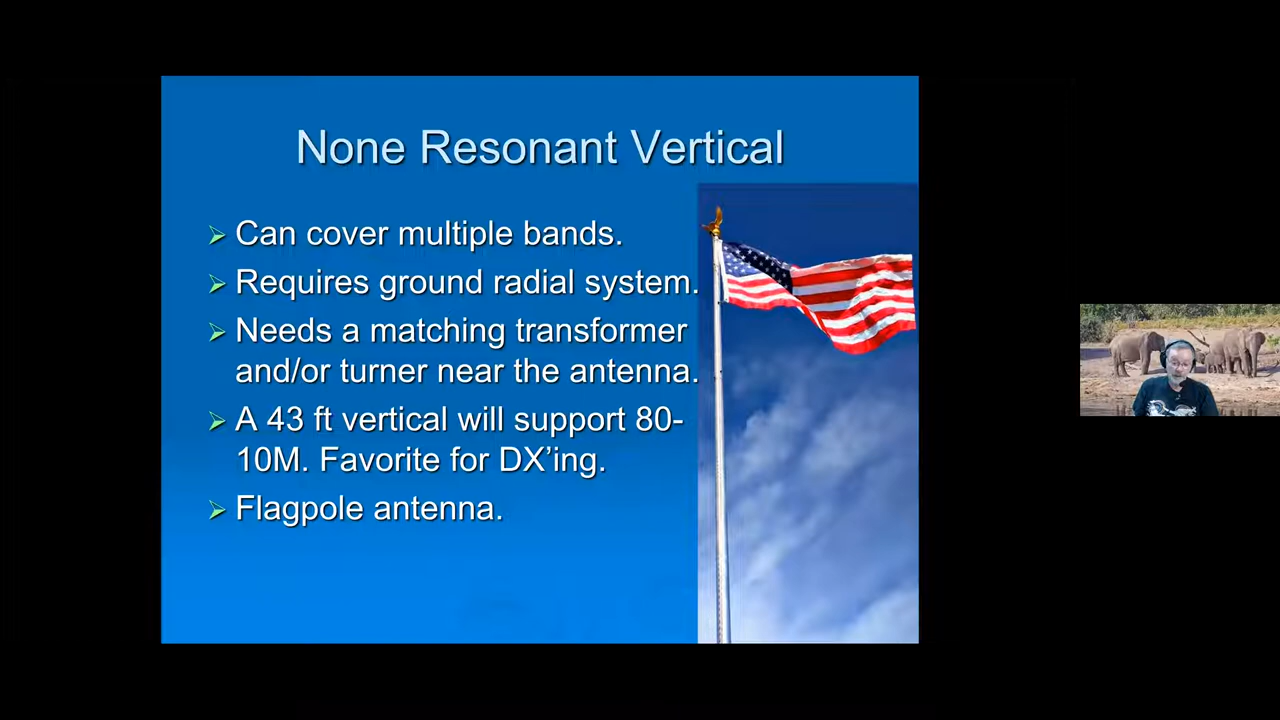 None Resonant Vertical
Can cover multiple bands.
Requires ground radial system.
Needs a matching transformer
and/or turner near the antenna.
A 43 ft vertical will support 80-
10M. Favorite for DX’ing.
Flagpole antenna.